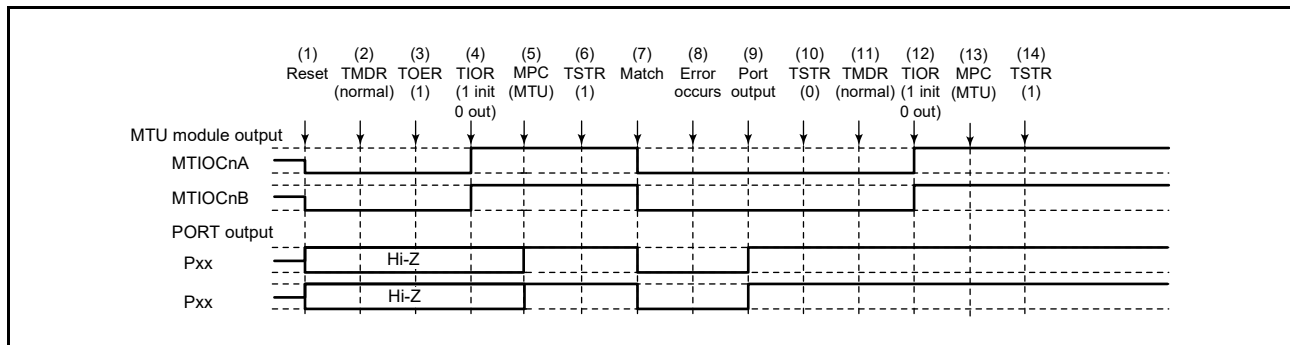 (1) (2) (3) (4) (5) (6) (7) (8) (9) (10) (11) (12) (13) (14)
Reset TMDR TOER TIOR MPC TSTR Match Error Port TSTR TMDR TIOR MPC TSTR
(normal) (1) (1 init (MTU) (1) occurs output (0) (normal) (1 init (MTU) (1)
0 out) 0 out)
MTU module output
MTIOCnA
MTIOCnB
PORT output
Pxx Hi-Z
Pxx Hi-Z